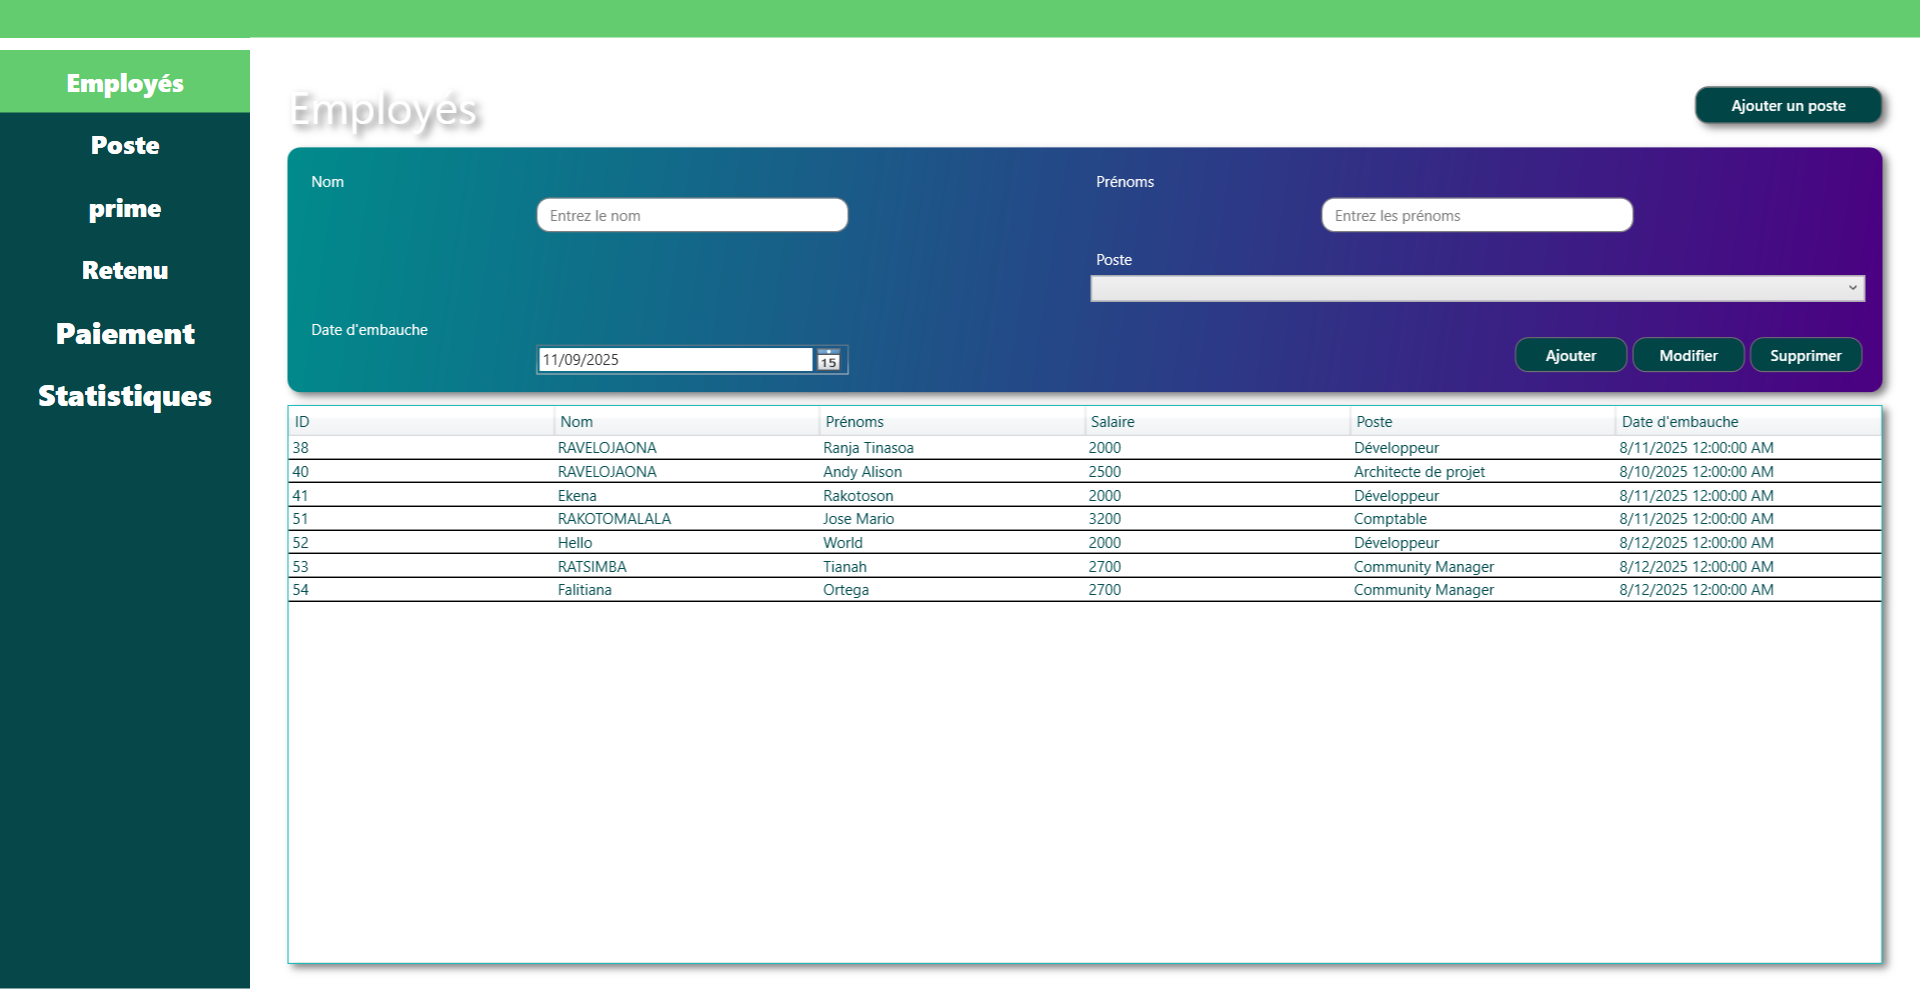 Employés
Poste
prime
Retenu
Paiement
Statistiques
Employés
Ajouter un poste
Nom
Prénoms
Entrez le nom
Entrez les prénoms
Poste
Date d'embauche
11/09/2025
15
Ajouter Modifier Supprimer
ID Nom Prénoms Salaire Poste Date d'embauche
38 RAVELOJAONA Ranja Tinasoa 2000 Développeur 8/11/2025 12:00:00 AM
40 RAVELOJAONA Andy Alison 2500 Architecte de projet 8/10/2025 12:00:00 AM
41 Ekena Rakotoson 2000 Développeur 8/11/2025 12:00:00 AM
51 RAKOTOMALALA Jose Mario 3200 Comptable 8/11/2025 12:00:00 AM
52 Hello World 2000 Développeur 8/12/2025 12:00:00 AM
53 RATSIMBA Tianah 2700 Community Manager 8/12/2025 12:00:00 AM
54 Falitiana Ortega 2700 Community Manager 8/12/2025 12:00:00 AM